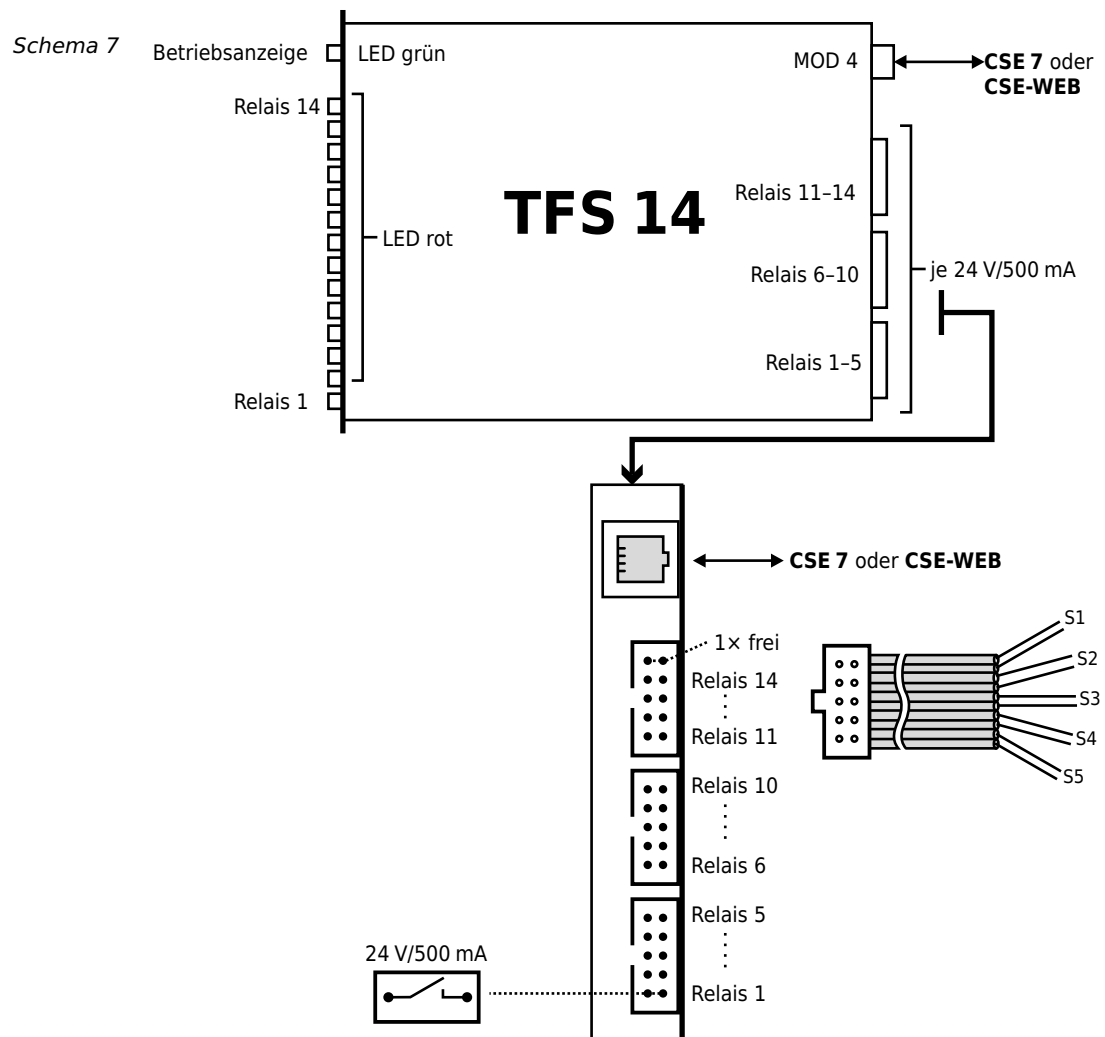 Schema 7
Betriebsanzeige
LED grün
MOD 4
CSE 7 oder
CSE-WEB
Relais 14
TFS 14
Relais 11–14
LED rot
Relais 6–10
je 24 V/500 mA
Relais 1–5
Relais 1
CSE 7 oder CSE-WEB
1× frei
Relais 14
Relais 11
S1
S2
S3
S4
S5
Relais 10
Relais 6
Relais 5
24 V/500 mA
Relais 1